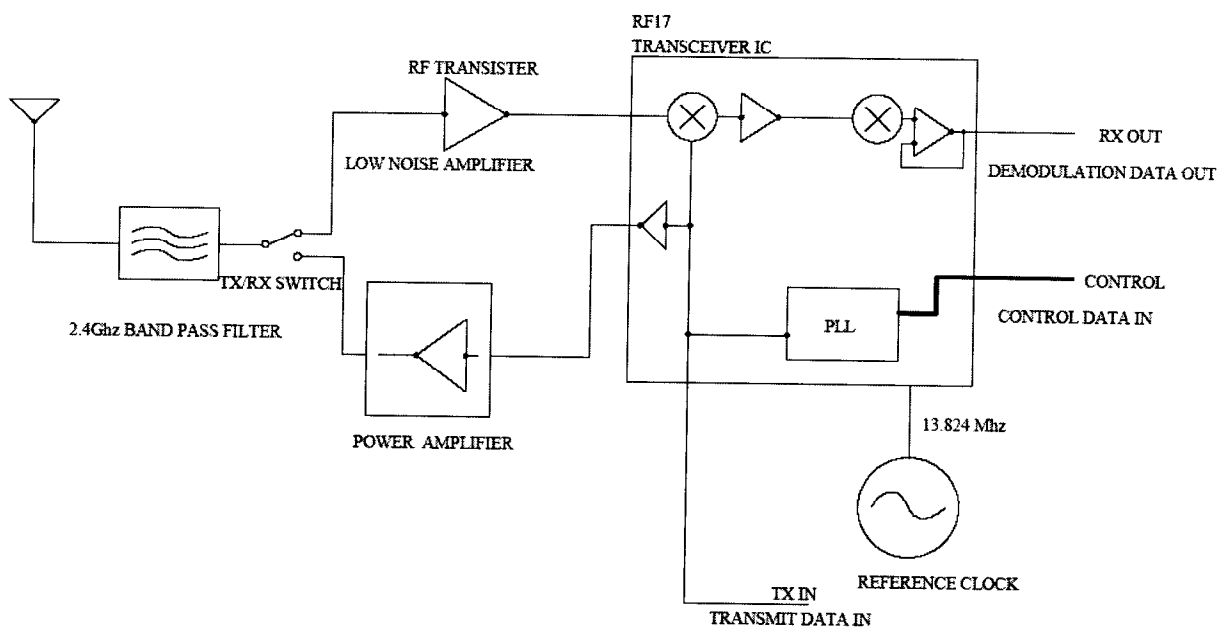 RF17
TRANSCEIVER IC
RF TRANSISTER
LOW NOISE AMPLIFIER
RX OUT
DEMODULATION DATA OUT
TX/RX SWITCH
2.4Ghz BAND PASS FILTER
PLL
CONTROL
CONTROL DATA IN
POWER AMPLIFIER
13.824 Mhz
REFERENCE CLOCK
TX IN
TRANSMIT DATA IN